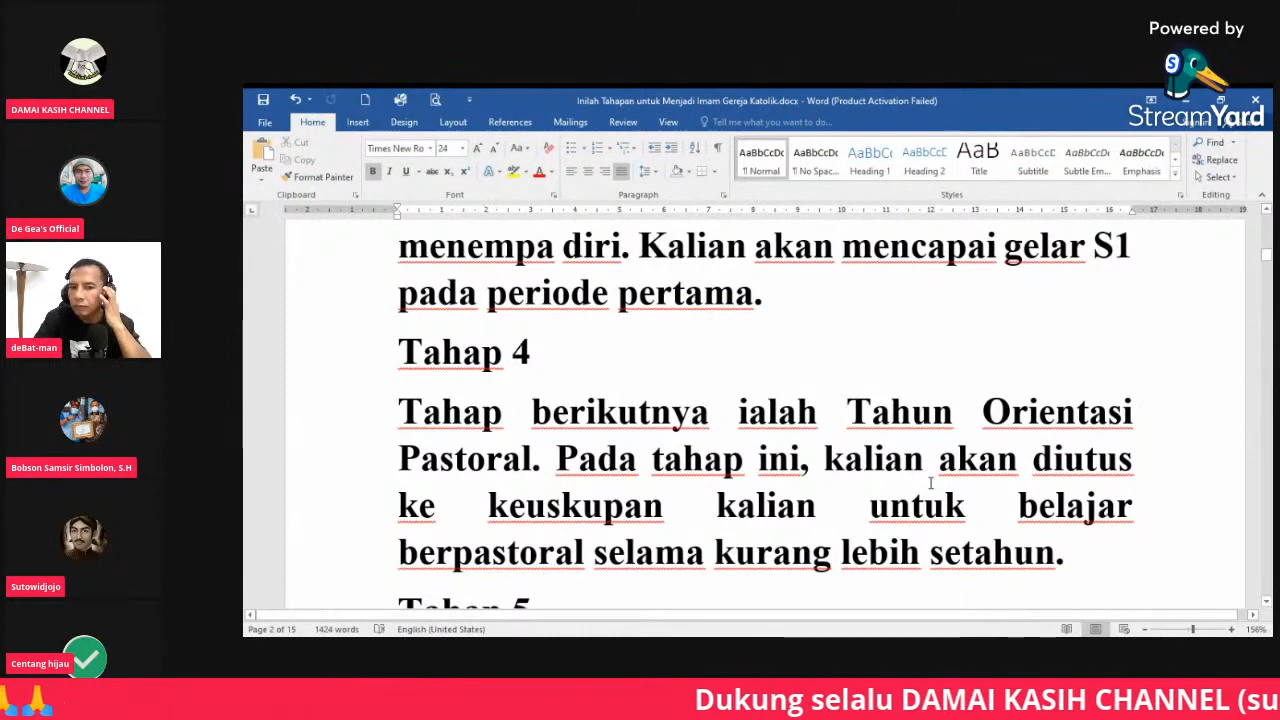 Powered by
StreamYard
DAMAI KASIH CHANNEL
De Gea's Official
deBat-man
Bobson Samsir Simbolon, S.H
Sutowidjojo
Centang hijau
Inilah Tahapan untuk Menjadi Imam Gereja Katolik.docx - Word (Product Activation Failed)
File Home Insert Design Layout References Mailings Review View Tell me what you want to do...
Paste Cut Copy Format Painter
Times New Ro 24
AaBbCcDc AaBbCcDc AaBbCc AaBbCcD AaB AaBbCcD AaBbCcDc AaBbCcDc
¶ Normal ¶ No Spac... Heading 1 Heading 2 Title Subtitle Subtle Em... Emphasis
Find
Replace
Select
Clipboard Font Paragraph Styles Editing
menempa diri. Kalian akan mencapai gelar S1
pada periode pertama.
Tahap 4
Tahap berikutnya ialah Tahun Orientasi
Pastoral. Pada tahap ini, kalian akan diutus
ke keuskupan kalian untuk belajar
berpastoral selama kurang lebih setahun.
Tahap 5
Page 2 of 15 1424 words English (United States) 156%
Dukung selalu DAMAI KASIH CHANNEL (su